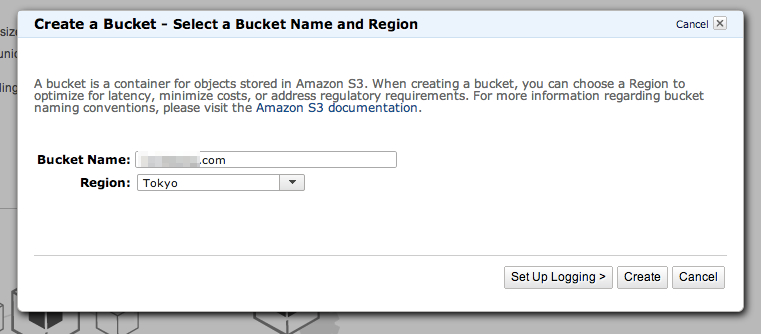 Create a Bucket - Select a Bucket Name and Region
Cancel
A bucket is a container for objects stored in Amazon S3. When creating a bucket, you can choose a Region to
optimize for latency, minimize costs, or address regulatory requirements. For more information regarding bucket
naming conventions, please visit the Amazon S3 documentation.
Bucket Name: .com
Region: Tokyo
Set Up Logging > Create Cancel